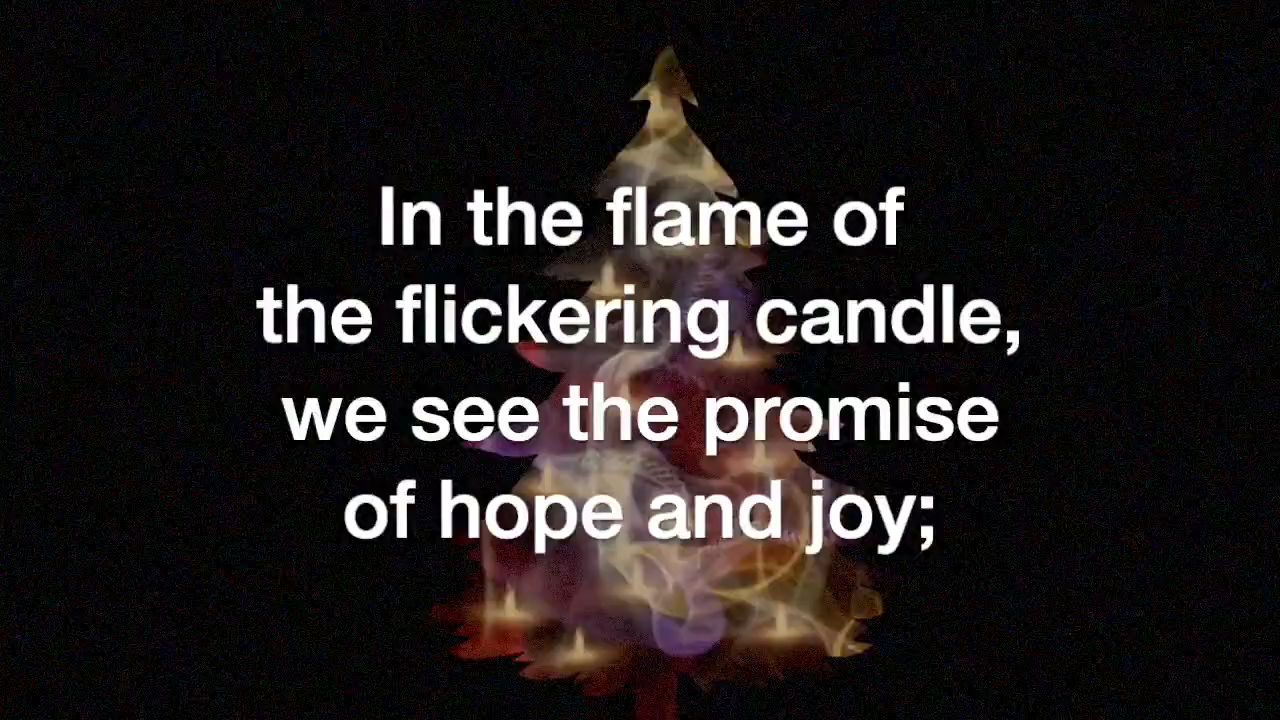 In the flame of
the flickering candle,
we see the promise
of hope and joy;